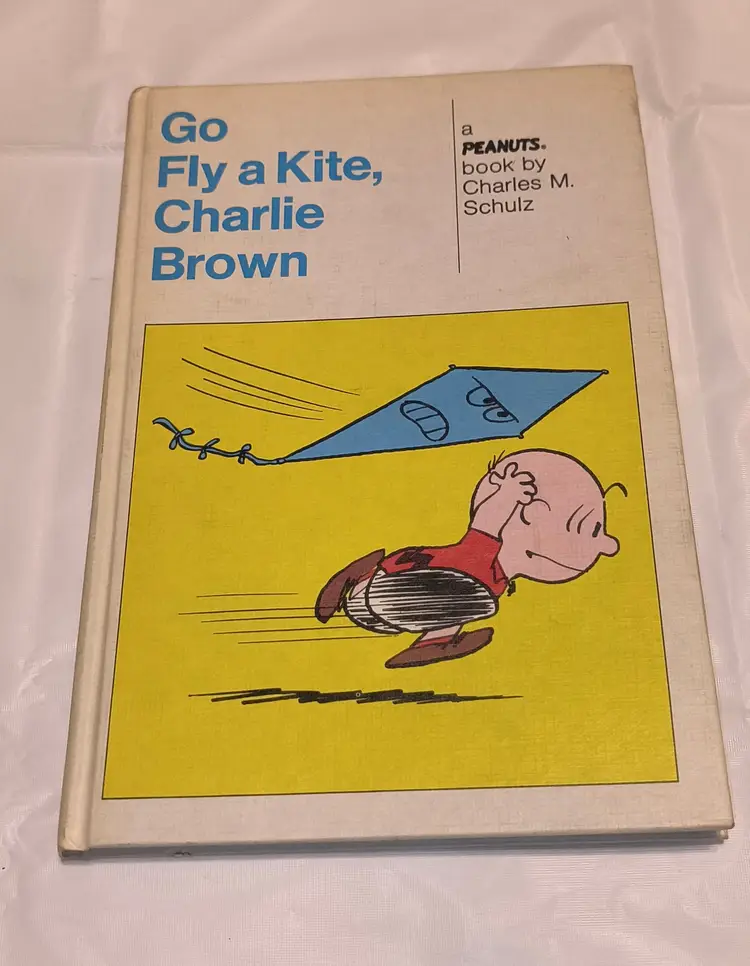 Go
Fly a Kite,
Charlie
Brown
a
PEANUTS®
book by
Charles M.
Schulz